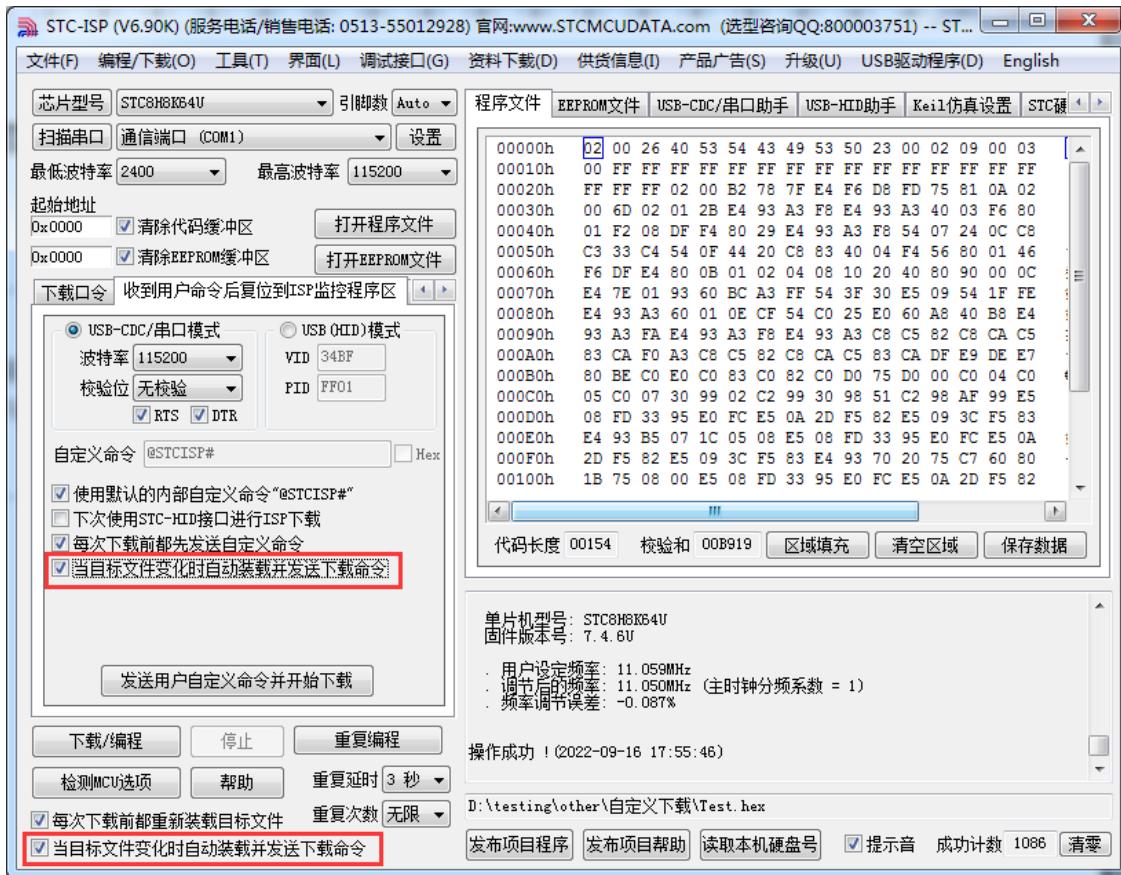 STC-ISP (V6.90K) (服务电话/销售电话: 0513-55012928) 官网:www.STCMCUDATA.com (选型咨询QQ:800003751) -- ST...
文件(F) 编程/下载(O) 工具(T) 界面(L) 调试接口(G) 资料下载(D) 供货信息(I) 产品广告(S) 升级(U) USB驱动程序(D) English
芯片型号 STC8H8K64U 引脚数 Auto
扫描串口 通信端口 (COM1) 设置
最低波特率 2400 最高波特率 115200
起始地址
0x0000 清除代码缓冲区 打开程序文件
0x0000 清除EEPROM缓冲区 打开EEPROM文件
下载口令 收到用户命令后复位到ISP监控程序区
USB-CDC/串口模式 USB(HID)模式
波特率 115200 VID 34BF
校验位 无校验 PID FF01
RTS DTR
自定义命令 @STCISP# Hex
使用默认的内部自定义命令"@STCISP#"
下次使用STC-HID接口进行ISP下载
每次下载前都先发送自定义命令
当目标文件变化时自动装载并发送下载命令
发送用户自定义命令并开始下载
下载/编程 停止 重复编程
检测MCU选项 帮助 重复延时 3 秒
每次下载前都重新装载目标文件 重复次数 无限
当目标文件变化时自动装载并发送下载命令
程序文件 EEPROM文件 USB-CDC/串口助手 USB-HID助手 Keil仿真设置 STC硬
00000h 02 00 26 40 53 54 43 49 53 50 23 00 02 09 00 03
00010h 00 FF FF FF FF FF FF FF FF FF FF FF FF FF FF FF
00020h FF FF FF 02 00 B2 78 7F E4 F6 D8 FD 75 81 0A 02
00030h 00 6D 02 01 2B E4 93 A3 F8 E4 93 A3 40 03 F6 80
00040h 01 F2 08 DF F4 80 29 E4 93 A3 F8 54 07 24 0C C8
00050h C3 33 C4 54 0F 44 20 C8 83 40 04 F4 56 80 01 46
00060h F6 DF E4 80 0B 01 02 04 08 10 20 40 80 90 00 0C
00070h E4 7E 01 93 60 BC A3 FF 54 3F 30 E5 09 54 1F FE
00080h E4 93 A3 60 01 0E CF 54 C0 25 E0 60 A8 40 B8 E4
00090h 93 A3 FA E4 93 A3 F8 E4 93 A3 C8 C5 82 C8 CA C5
000A0h 83 CA F0 A3 C8 C5 82 C8 CA C5 83 CA DF E9 DE E7
000B0h 80 BE C0 E0 C0 83 C0 82 C0 D0 75 D0 00 C0 04 C0
000C0h 05 C0 07 30 99 02 C2 99 30 98 51 C2 98 AF 99 E5
000D0h 08 FD 33 95 E0 FC E5 0A 2D F5 82 E5 09 3C F5 83
000E0h E4 93 B5 07 1C 05 08 E5 08 FD 33 95 E0 FC E5 0A
000F0h 2D F5 82 E5 09 3C F5 83 E4 93 70 20 75 C7 60 80
00100h 1B 75 08 00 E5 08 FD 33 95 E0 FC E5 0A 2D F5 82
代码长度 00154 校验和 00B919 区域填充 清空区域 保存数据
单片机型号: STC8H8K64U
固件版本号: 7.4.6U
. 用户设定频率: 11.059MHz
. 调节后的频率: 11.050MHz (主时钟分频系数 = 1)
. 频率调节误差: -0.087%
操作成功 !(2022-09-16 17:55:46)
D:\testing\other\自定义下载\Test.hex
发布项目程序 发布项目帮助 读取本机硬盘号 提示音 成功计数 1086 清零